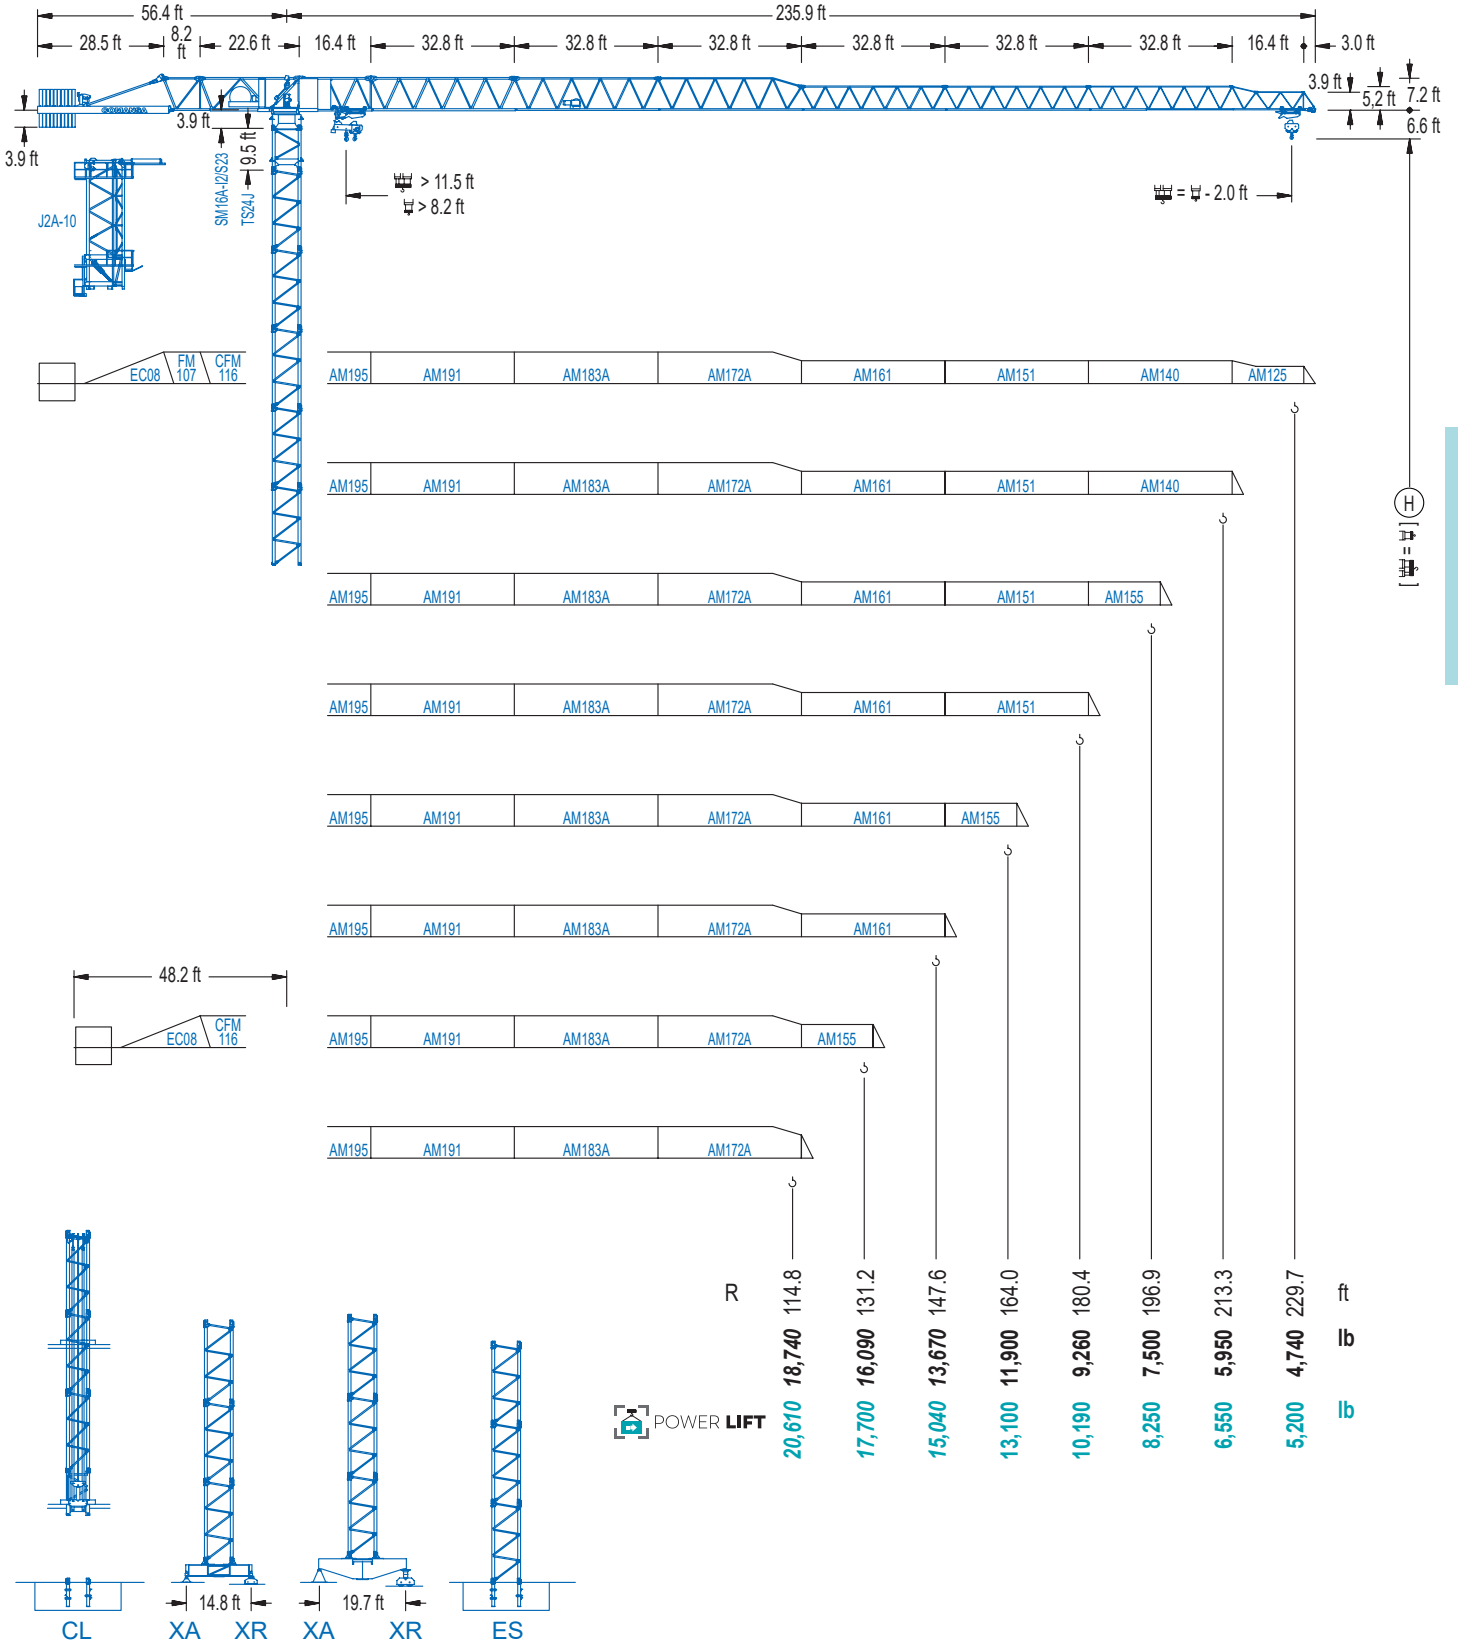 56.4 ft 235.9 ft
28.5 ft 8.2 ft 22.6 ft 16.4 ft 32.8 ft 32.8 ft 32.8 ft 32.8 ft 32.8 ft 32.8 ft 16.4 ft 3.0 ft
COMANSA
3.9 ft 5,2 ft 7.2 ft
6.6 ft
3.9 ft
3.9 ft
9.5 ft
SM16A-I2/S23
TS24J
J2A-10
> 11.5 ft
> 8.2 ft
= - 2.0 ft
EC08 FM 107 CFM 116 AM195 AM191 AM183A AM172A AM161 AM151 AM140 AM125
AM195 AM191 AM183A AM172A AM161 AM151 AM140
H
[ = ]
AM195 AM191 AM183A AM172A AM161 AM151 AM155
AM195 AM191 AM183A AM172A AM161 AM151
AM195 AM191 AM183A AM172A AM161 AM155
AM195 AM191 AM183A AM172A AM161
48.2 ft
EC08 CFM 116 AM195 AM191 AM183A AM172A AM155
AM195 AM191 AM183A AM172A
R 114.8 131.2 147.6 164.0 180.4 196.9 213.3 229.7 ft
18,740 16,090 13,670 11,900 9,260 7,500 5,950 4,740 lb
POWER LIFT 20,610 17,700 15,040 13,100 10,190 8,250 6,550 5,200 lb
14.8 ft 19.7 ft
CL XA XR XA XR ES